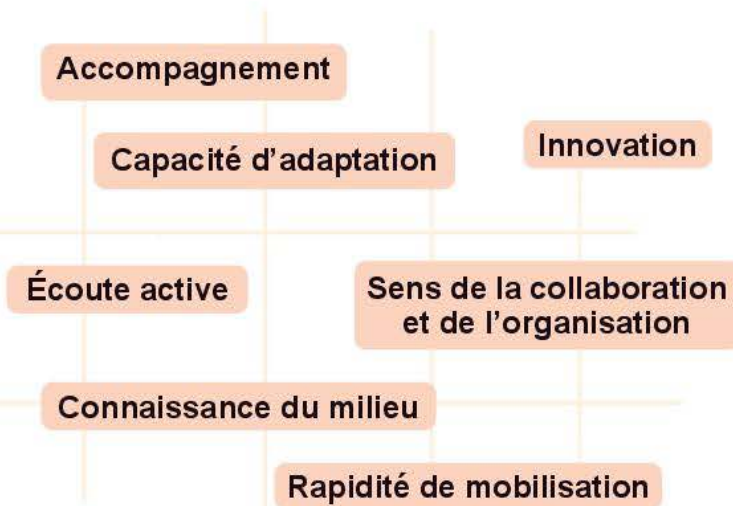 Accompagnement
Capacité d’adaptation
Innovation
Écoute active
Sens de la collaboration
et de l’organisation
Connaissance du milieu
Rapidité de mobilisation